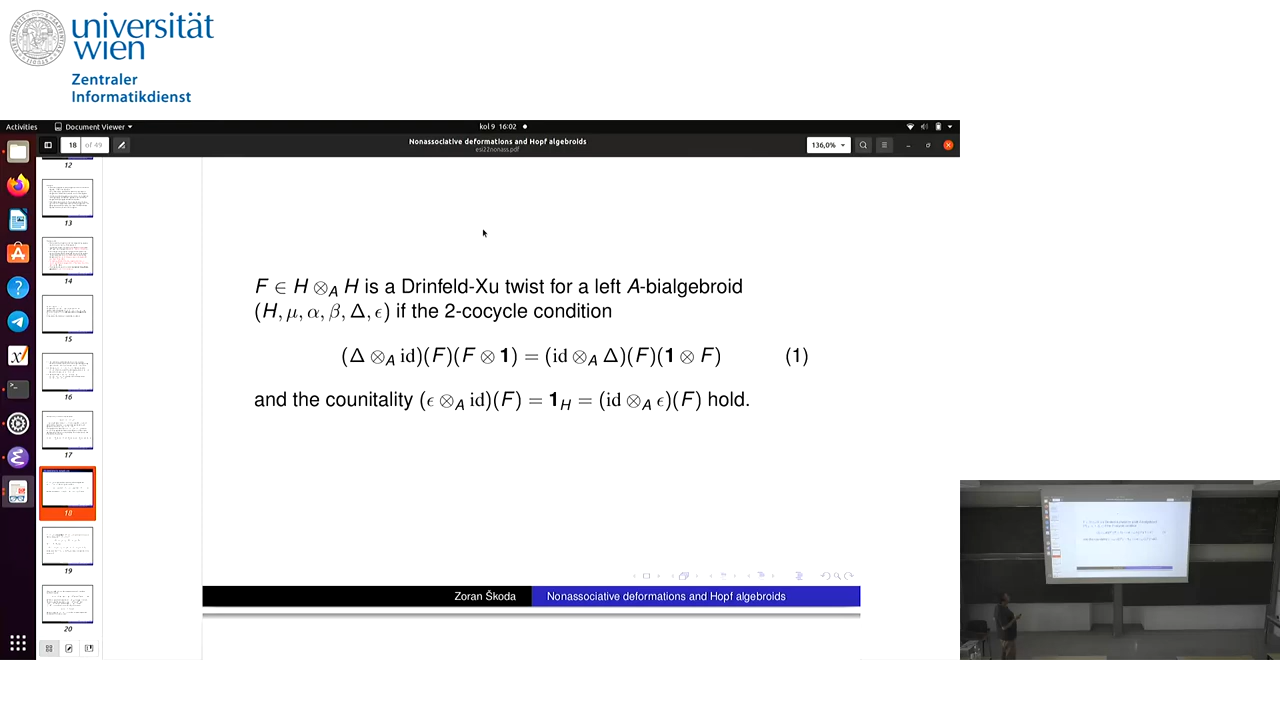 universität
wien
Zentraler
Informatikdienst
Activities Document Viewer kol 9 16:02
18 of 49 Nonassociative deformations and Hopf algebroids 136,0%
esi22nonass.pdf
12
13
14
15
16
17
18
19
20
F ∈ H ⊗_A H is a Drinfeld-Xu twist for a left A-bialgebroid
(H, μ, α, β, Δ, ϵ) if the 2-cocycle condition
(Δ ⊗_A id)(F)(F ⊗ 1) = (id ⊗_A Δ)(F)(1 ⊗ F) (1)
and the counitality (ϵ ⊗_A id)(F) = 1_H = (id ⊗_A ϵ)(F) hold.
Zoran Škoda Nonassociative deformations and Hopf algebroids